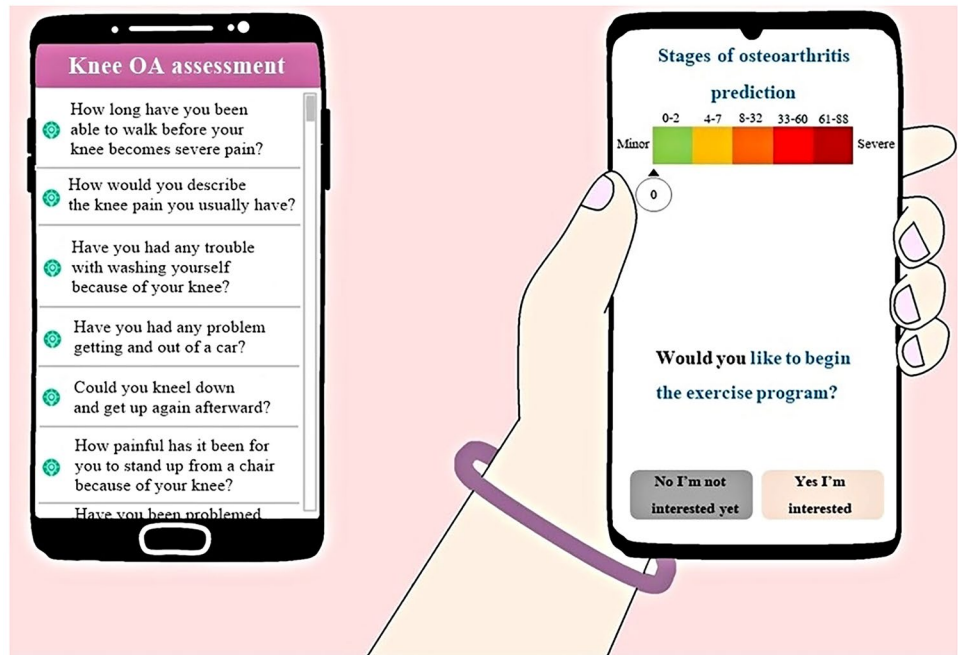 Knee OA assessment
How long have you been
able to walk before your
knee becomes severe pain?
How would you describe
the knee pain you usually have?
Have you had any trouble
with washing yourself
because of your knee?
Have you had any problem
getting and out of a car?
Could you kneel down
and get up again afterward?
How painful has it been for
you to stand up from a chair
because of your knee?
Have you been problemed
Stages of osteoarthritis
prediction
0-2 4-7 8-32 33-60 61-88
Minor Severe
0
Would you like to begin
the exercise program?
No I'm not
interested yet
Yes I'm
interested